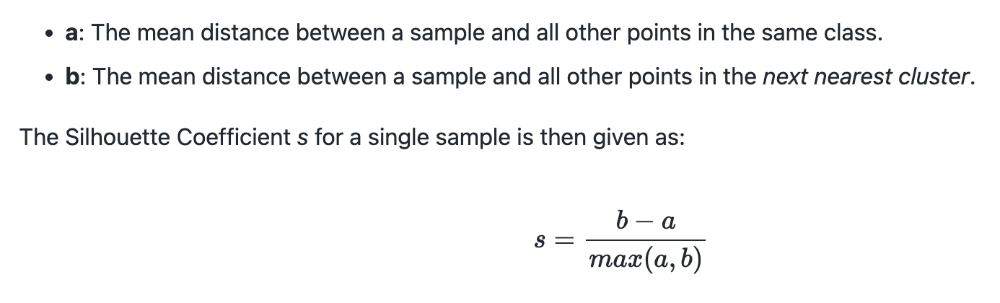 • a: The mean distance between a sample and all other points in the same class.
• b: The mean distance between a sample and all other points in the next nearest cluster.
The Silhouette Coefficient s for a single sample is then given as:
s = \frac{b - a}{max(a, b)}